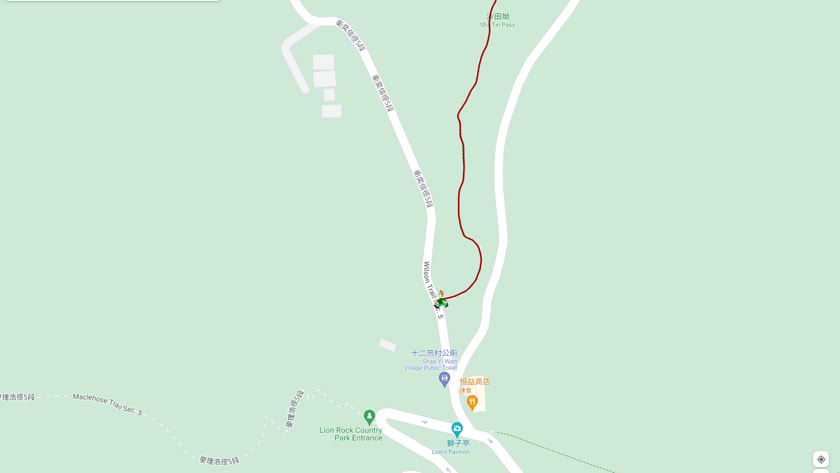 沙田坳
Sha Tin Pass
衛奕信徑5段
衛奕信徑5段
衛奕信徑5段
Wilson Trail Sec. 5
十二笏村公廁
Shap Yi Wat
Village Public Toilet
恒益商店
速食
麥理浩徑5段
Maclehose Trail Sec. 5
麥理浩徑5段
Lion Rock Country
Park Entrance
獅子亭
Lion's Pavilion
麥理浩徑5段